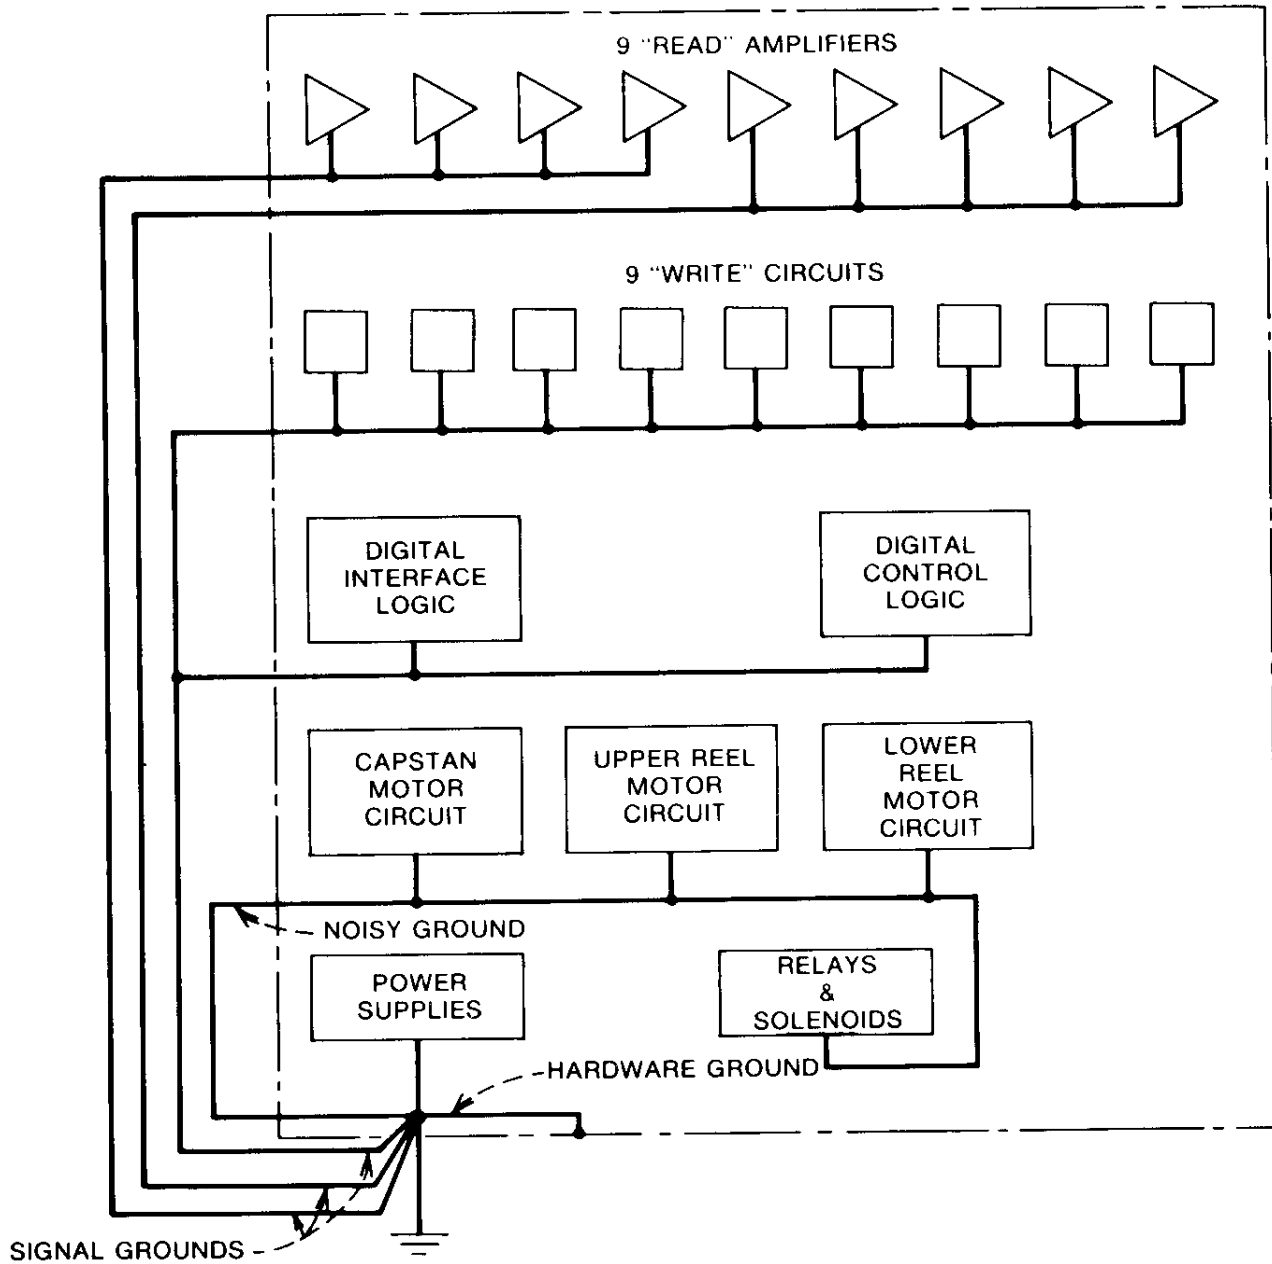 9 "READ" AMPLIFIERS
9 "WRITE" CIRCUITS
DIGITAL
INTERFACE
LOGIC
DIGITAL
CONTROL
LOGIC
CAPSTAN
MOTOR
CIRCUIT
UPPER REEL
MOTOR
CIRCUIT
LOWER
REEL
MOTOR
CIRCUIT
NOISY GROUND
POWER
SUPPLIES
RELAYS
&
SOLENOIDS
HARDWARE GROUND
SIGNAL GROUNDS